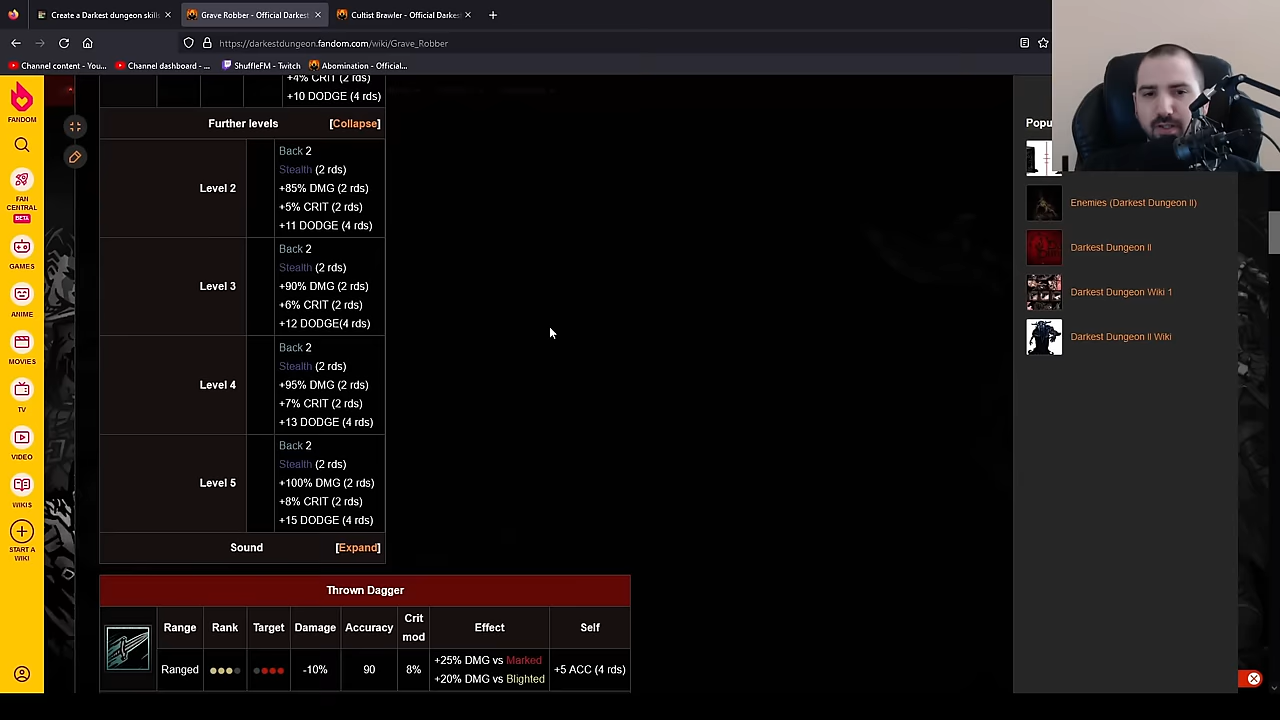 Create a Darkest dungeon skills
Grave Robber - Official Darkest
Cultist Brawler - Official Darkes
https://darkestdungeon.fandom.com/wiki/Grave_Robber
Channel content - You...
Channel dashboard - ...
ShuffleFM - Twitch
Abomination - Official...
FANDOM
FAN CENTRAL
BETA
GAMES
ANIME
MOVIES
TV
VIDEO
WIKIS
START A WIKI
+4% CRIT (2 rds)
+10 DODGE (4 rds)
Further levels [Collapse]
Level 2
Back 2
Stealth (2 rds)
+85% DMG (2 rds)
+5% CRIT (2 rds)
+11 DODGE (4 rds)
Level 3
Back 2
Stealth (2 rds)
+90% DMG (2 rds)
+6% CRIT (2 rds)
+12 DODGE(4 rds)
Level 4
Back 2
Stealth (2 rds)
+95% DMG (2 rds)
+7% CRIT (2 rds)
+13 DODGE (4 rds)
Level 5
Back 2
Stealth (2 rds)
+100% DMG (2 rds)
+8% CRIT (2 rds)
+15 DODGE (4 rds)
Sound [Expand]
Thrown Dagger
Range Rank Target Damage Accuracy Crit mod Effect Self
Ranged -10% 90 8%
+25% DMG vs Marked
+20% DMG vs Blighted
+5 ACC (4 rds)
Popu
Enemies (Darkest Dungeon II)
Darkest Dungeon II
Darkest Dungeon Wiki 1
Darkest Dungeon II Wiki